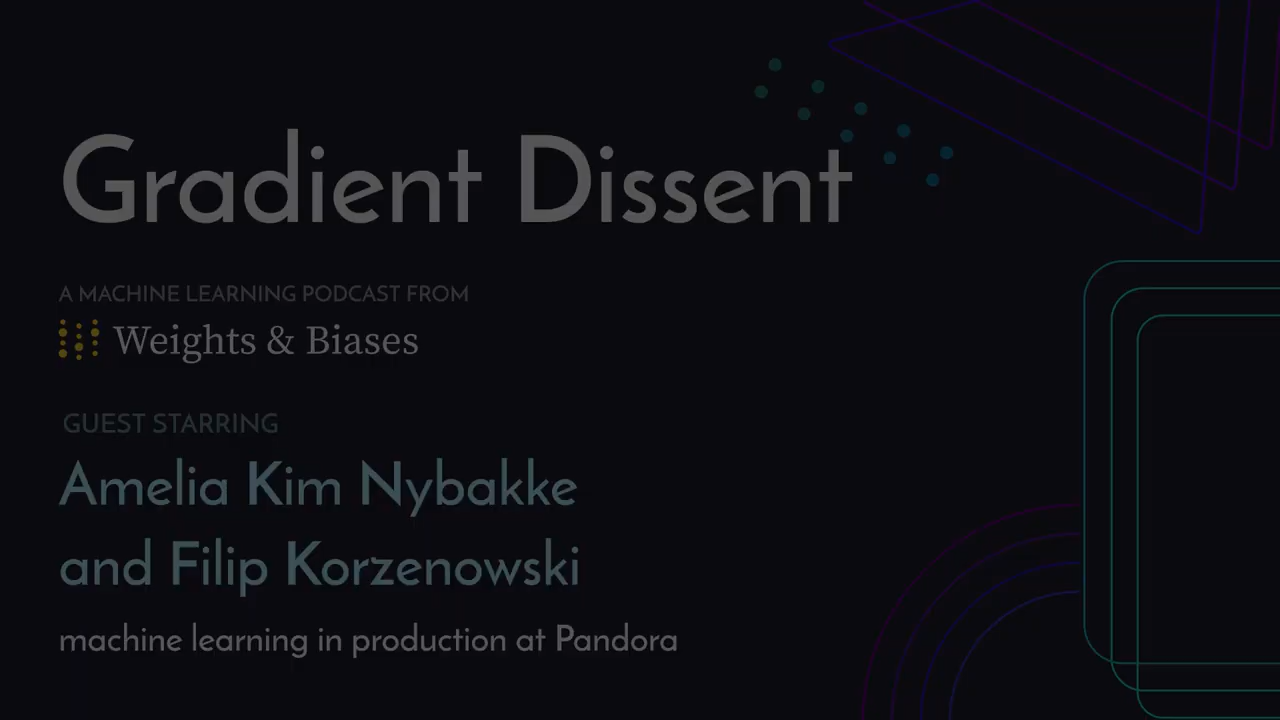 Gradient Dissent
A MACHINE LEARNING PODCAST FROM
Weights & Biases
GUEST STARRING
Amelia Kim Nybakke
and Filip Korzenowski
machine learning in production at Pandora